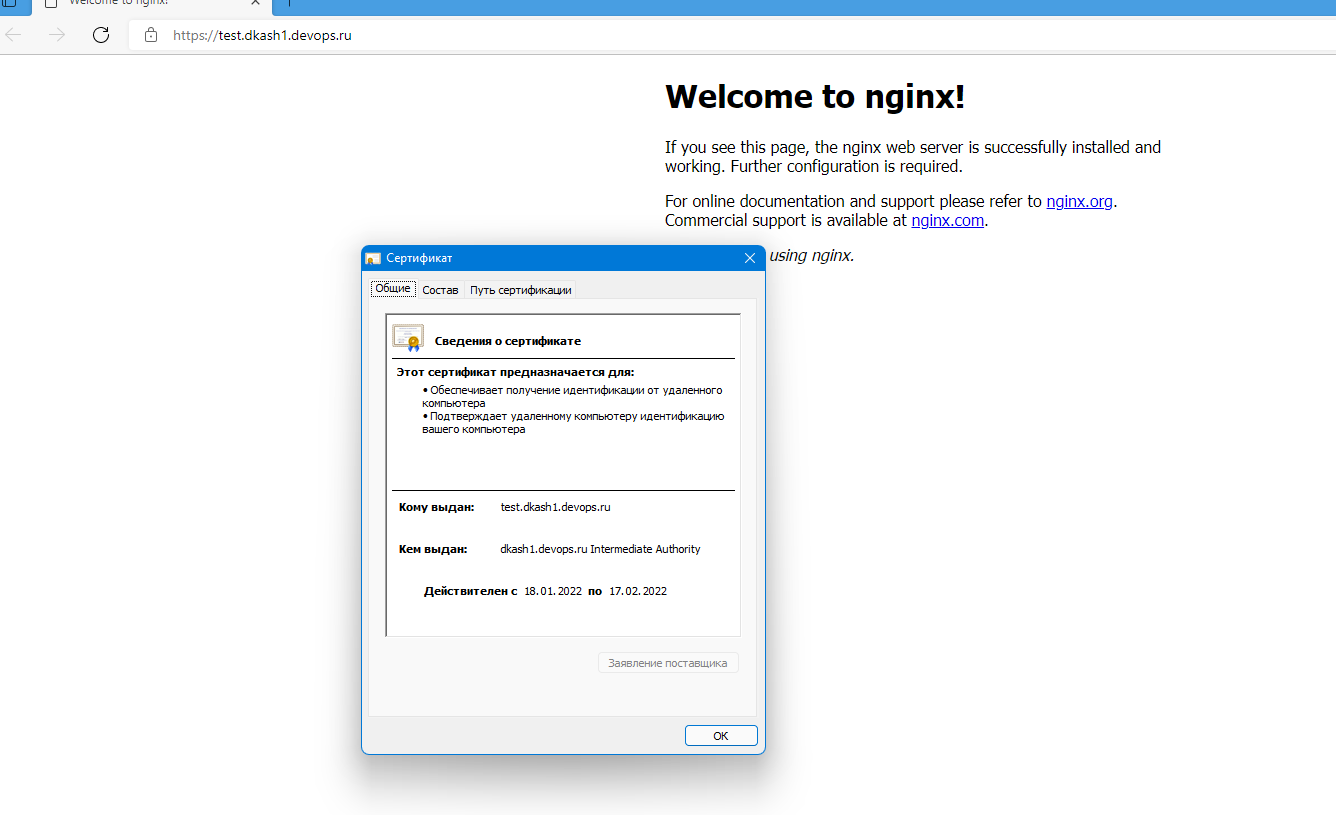 Welcome to nginx!
https://test.dkash1.devops.ru
Welcome to nginx!
If you see this page, the nginx web server is successfully installed and
working. Further configuration is required.
For online documentation and support please refer to nginx.org.
Commercial support is available at nginx.com.
using nginx.
Сертификат
Общие Состав Путь сертификации
Сведения о сертификате
Этот сертификат предназначается для:
• Обеспечивает получение идентификации от удаленного
компьютера
• Подтверждает удаленному компьютеру идентификацию
вашего компьютера
Кому выдан: test.dkash1.devops.ru
Кем выдан: dkash1.devops.ru Intermediate Authority
Действителен с 18.01.2022 по 17.02.2022
Заявление поставщика
ОК